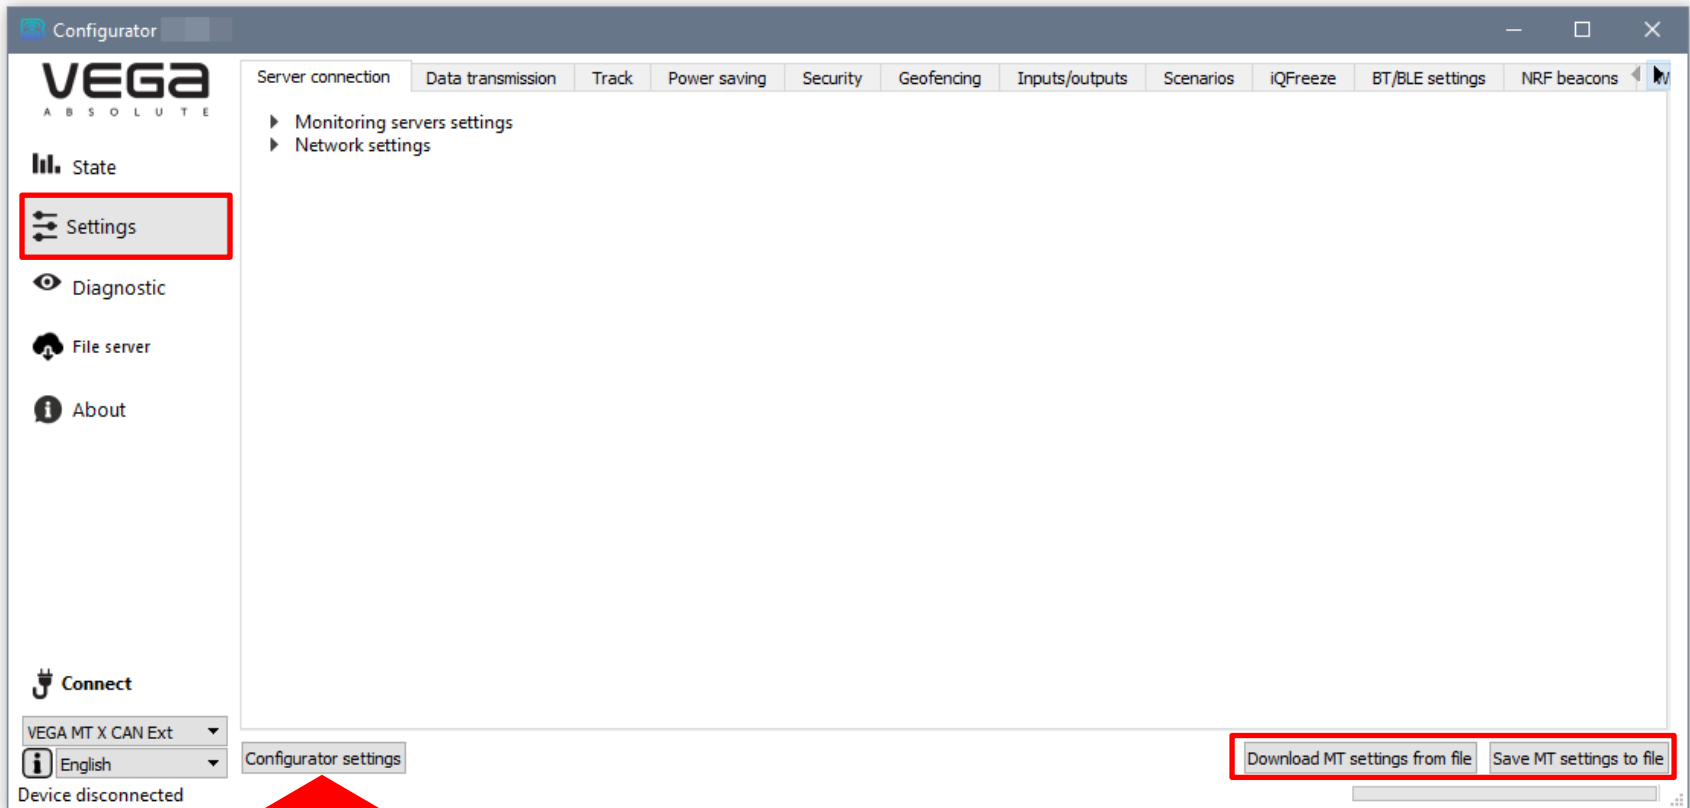 Configurator
VEGA
ABSOLUTE
State
Settings
Diagnostic
File server
About
Connect
VEGA MT X CAN Ext
English
Device disconnected
Server connection
Data transmission
Track
Power saving
Security
Geofencing
Inputs/outputs
Scenarios
iQFreeze
BT/BLE settings
NRF beacons
Monitoring servers settings
Network settings
Configurator settings
Download MT settings from file
Save MT settings to file